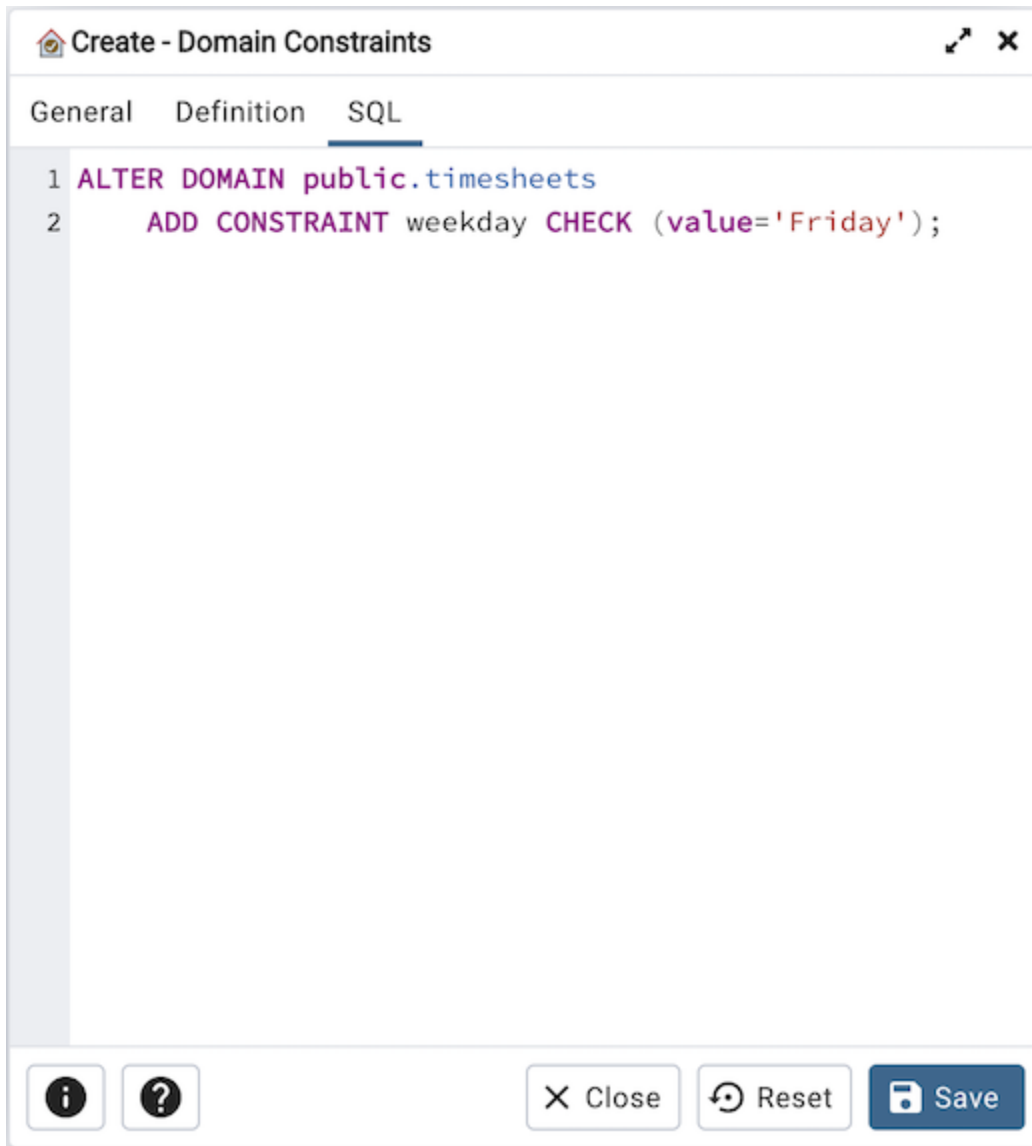 Create - Domain Constraints
General Definition SQL
1 ALTER DOMAIN public.timesheets
2 ADD CONSTRAINT weekday CHECK (value='Friday');
Close Reset Save